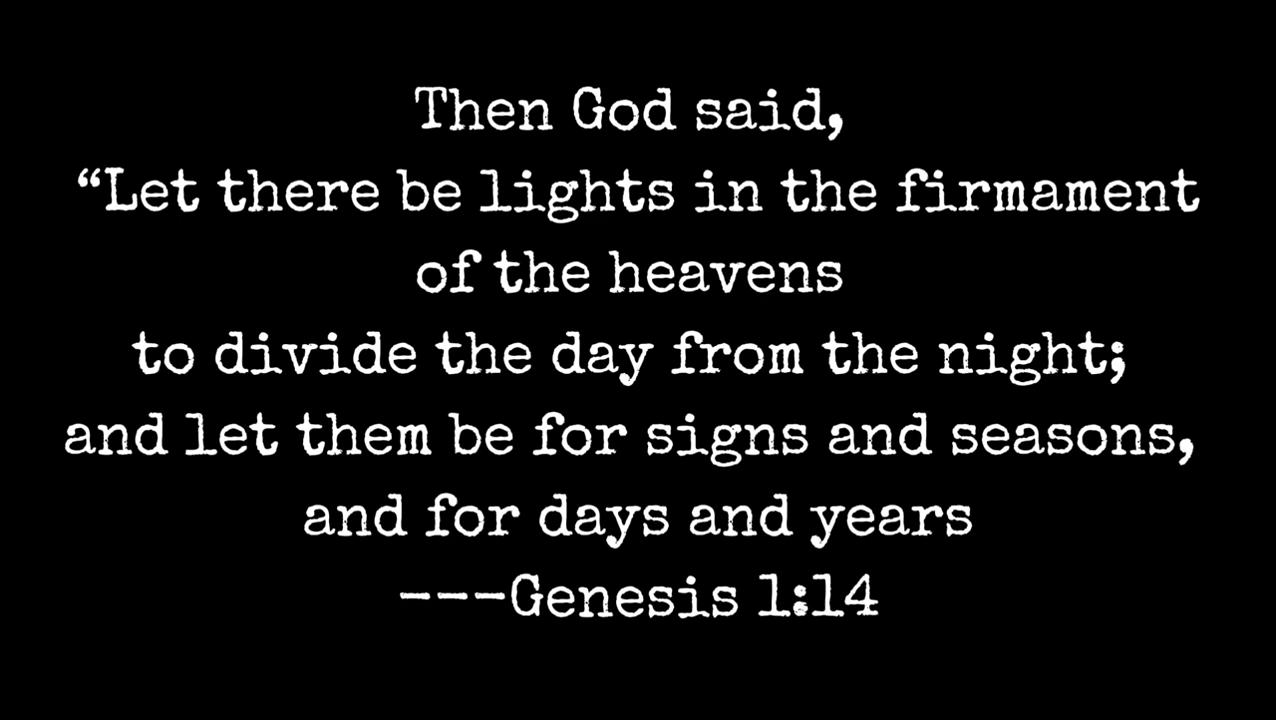 Then God said,
“Let there be lights in the firmament
of the heavens
to divide the day from the night;
and let them be for signs and seasons,
and for days and years
---Genesis 1:14